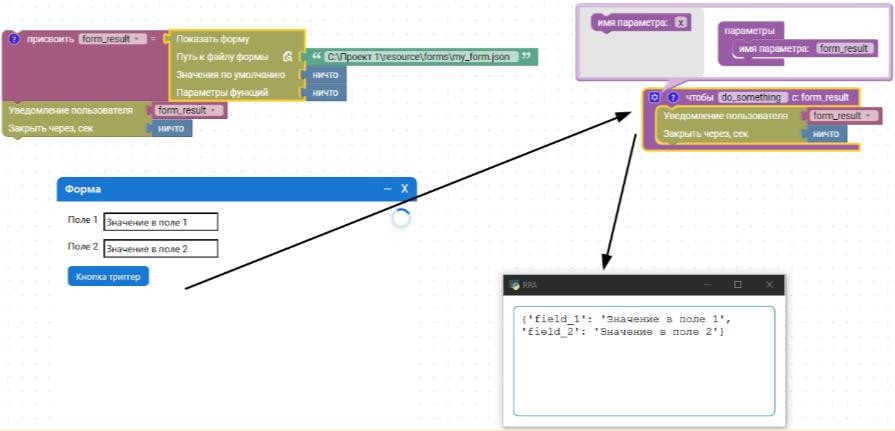 присвоить form_result =
Показать форму
Путь к файлу формы “ C:\Проект 1\resource\forms\my_form.json ”
Значения по умолчанию ничто
Параметры функций ничто
Уведомление пользователя form_result
Закрыть через, сек ничто
имя параметра: x
параметры
имя параметра: form_result
? чтобы do_something с: form_result
Уведомление пользователя form_result
Закрыть через, сек ничто
Форма – X
Поле 1 Значение в поле 1
Поле 2 Значение в поле 2
Кнопка триггер
RPA
{'field_1': 'Значение в поле 1',
'field_2': 'Значение в поле 2'}